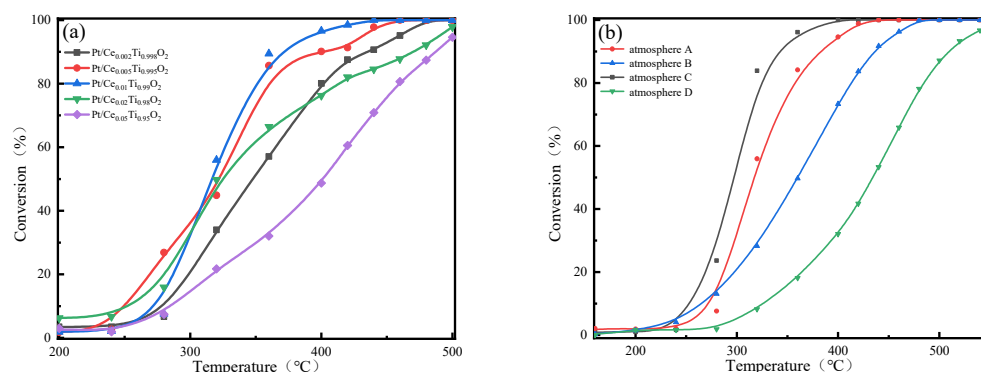 (a)
Pt/Ce0.002Ti0.998O2
Pt/Ce0.005Ti0.995O2
Pt/Ce0.01Ti0.99O2
Pt/Ce0.02Ti0.98O2
Pt/Ce0.05Ti0.95O2
Conversion（%）
100
80
60
40
20
0
200
300
400
500
Temperature（℃）
(b)
atmosphere A
atmosphere B
atmosphere C
atmosphere D
Conversion（%）
100
80
60
40
20
0
200
300
400
500
Temperature（℃）